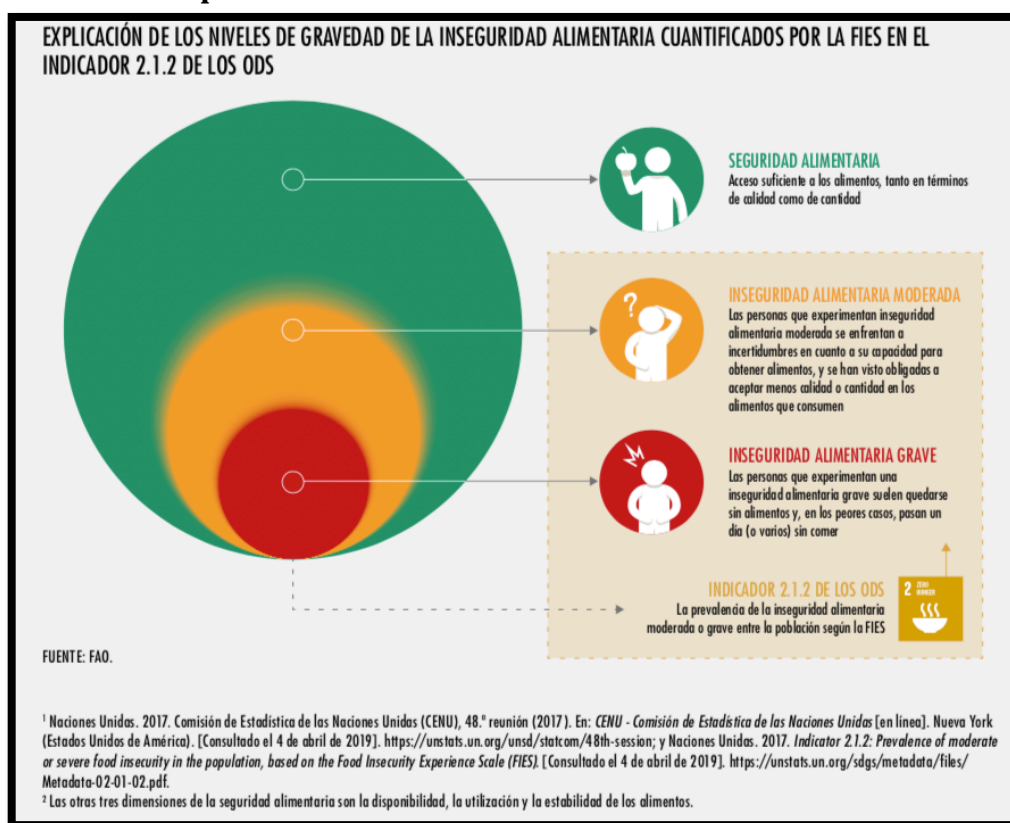 EXPLICACIÓN DE LOS NIVELES DE GRAVEDAD DE LA INSEGURIDAD ALIMENTARIA CUANTIFICADOS POR LA FIES EN EL
INDICADOR 2.1.2 DE LOS ODS
SEGURIDAD ALIMENTARIA
Acceso suficiente a los alimentos, tanto en términos
de calidad como de cantidad
?
INSEGURIDAD ALIMENTARIA MODERADA
Las personas que experimentan inseguridad
alimentaria moderada se enfrentan a
incertidumbres en cuanto a su capacidad para
obtener alimentos, y se han visto obligadas a
aceptar menos calidad o cantidad en los
alimentos que consumen
INSEGURIDAD ALIMENTARIA GRAVE
Las personas que experimentan una
inseguridad alimentaria grave suelen quedarse
sin alimentos y, en los peores casos, pasan un
día (o varios) sin comer
INDICADOR 2.1.2 DE LOS ODS
La prevalencia de la inseguridad alimentaria
moderada o grave entre la población según la FIES
2 ZERO
HUNGER
FUENTE: FAO.
¹ Naciones Unidas. 2017. Comisión de Estadística de las Naciones Unidas (CENU), 48.ª reunión (2017). En: CENU - Comisión de Estadística de las Naciones Unidas [en línea]. Nueva York
(Estados Unidos de América). [Consultado el 4 de abril de 2019]. https://unstats.un.org/unsd/statcom/48th-session; y Naciones Unidas. 2017. Indicator 2.1.2: Prevalence of moderate
or severe food insecurity in the population, based on the Food Insecurity Experience Scale (FIES). [Consultado el 4 de abril de 2019]. https://unstats.un.org/sdgs/metadata/files/
Metadata-02-01-02.pdf.
² Las otras tres dimensiones de la seguridad alimentaria son la disponibilidad, la utilización y la estabilidad de los alimentos.